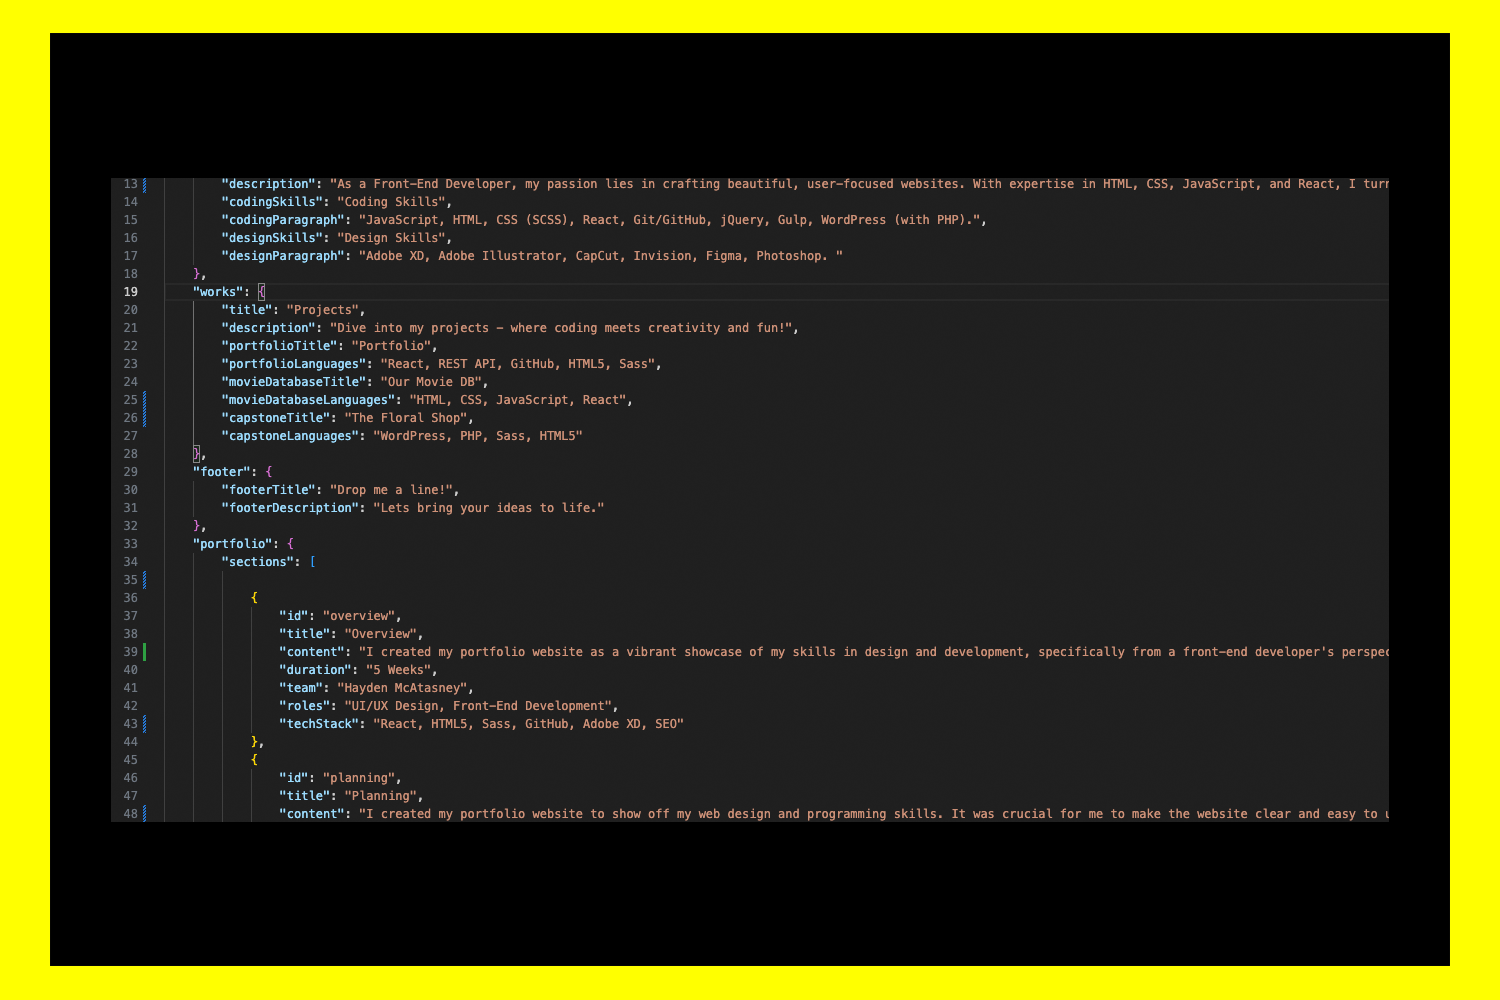 13 "description": "As a Front-End Developer, my passion lies in crafting beautiful, user-focused websites. With expertise in HTML, CSS, JavaScript, and React, I turn
14 "codingSkills": "Coding Skills",
15 "codingParagraph": "JavaScript, HTML, CSS (SCSS), React, Git/GitHub, jQuery, Gulp, WordPress (with PHP).",
16 "designSkills": "Design Skills",
17 "designParagraph": "Adobe XD, Adobe Illustrator, CapCut, Invision, Figma, Photoshop. "
18 },
19 "works": {
20 "title": "Projects",
21 "description": "Dive into my projects – where coding meets creativity and fun!",
22 "portfolioTitle": "Portfolio",
23 "portfolioLanguages": "React, REST API, GitHub, HTML5, Sass",
24 "movieDatabaseTitle": "Our Movie DB",
25 "movieDatabaseLanguages": "HTML, CSS, JavaScript, React",
26 "capstoneTitle": "The Floral Shop",
27 "capstoneLanguages": "WordPress, PHP, Sass, HTML5"
28 },
29 "footer": {
30 "footerTitle": "Drop me a line!",
31 "footerDescription": "Lets bring your ideas to life."
32 },
33 "portfolio": {
34 "sections": [
35
36 {
37 "id": "overview",
38 "title": "Overview",
39 "content": "I created my portfolio website as a vibrant showcase of my skills in design and development, specifically from a front-end developer's perspec
40 "duration": "5 Weeks",
41 "team": "Hayden McAtasney",
42 "roles": "UI/UX Design, Front-End Development",
43 "techStack": "React, HTML5, Sass, GitHub, Adobe XD, SEO"
44 },
45 {
46 "id": "planning",
47 "title": "Planning",
48 "content": "I created my portfolio website to show off my web design and programming skills. It was crucial for me to make the website clear and easy to u